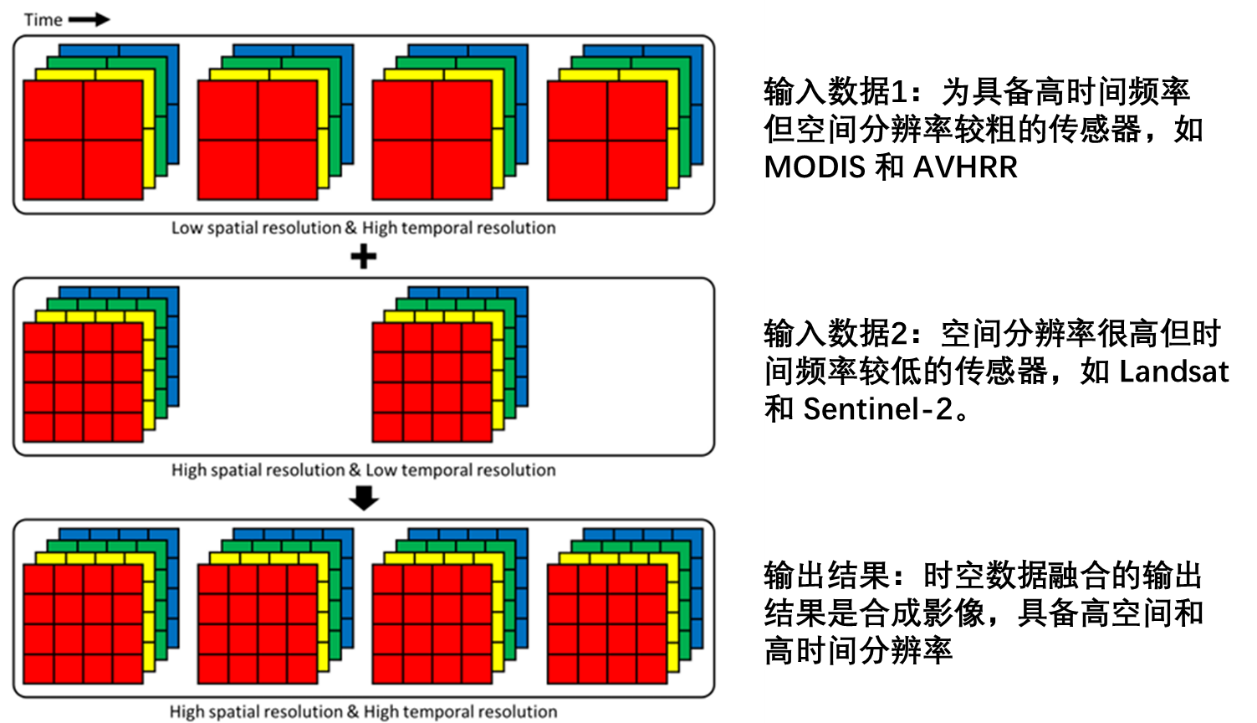 Time
输入数据1：为具备高时间频率
但空间分辨率较粗的传感器，如
MODIS 和 AVHRR
Low spatial resolution & High temporal resolution
输入数据2：空间分辨率很高但时
间频率较低的传感器，如 Landsat
和 Sentinel-2。
High spatial resolution & Low temporal resolution
输出结果：时空数据融合的输出
结果是合成影像，具备高空间和
高时间分辨率
High spatial resolution & High temporal resolution